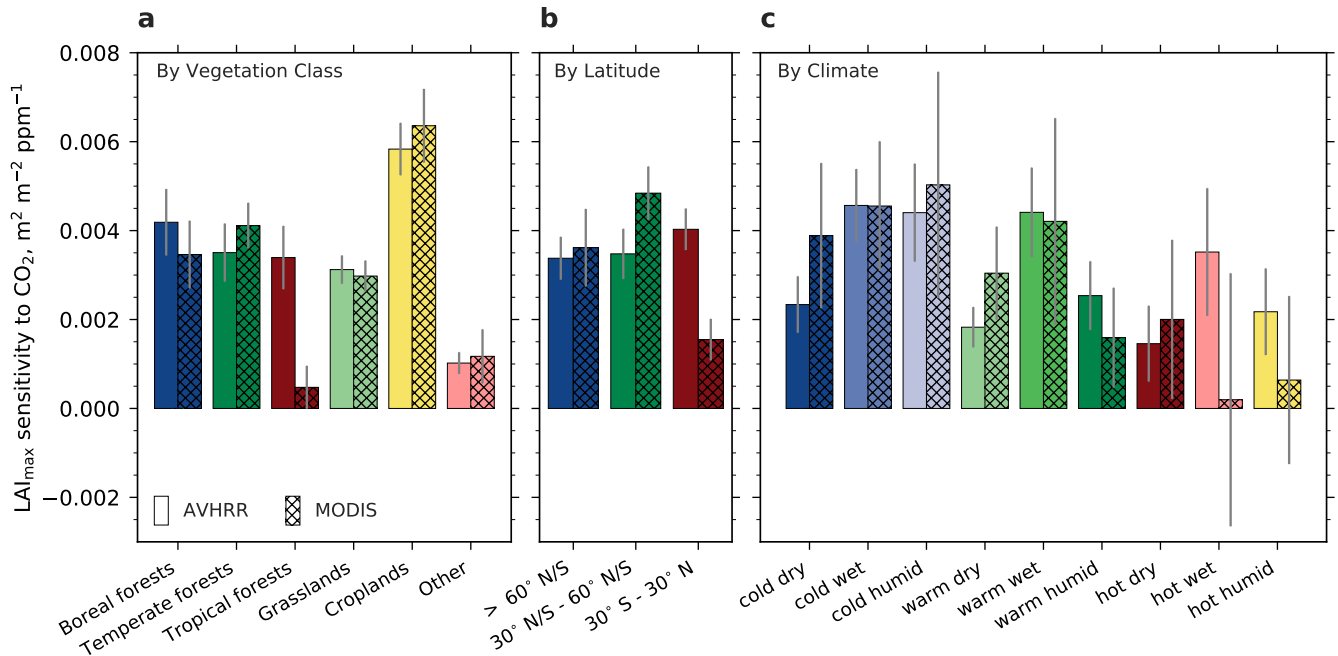 a
b
c
LAImax sensitivity to CO2, m² m⁻² ppm⁻¹
0.008
0.006
0.004
0.002
0.000
−0.002
By Vegetation Class
AVHRR
MODIS
Boreal forests
Temperate forests
Tropical forests
Grasslands
Croplands
Other
By Latitude
> 60° N/S
30° N/S - 60° N/S
30° S - 30° N
By Climate
cold dry
cold wet
cold humid
warm dry
warm wet
warm humid
hot dry
hot wet
hot humid